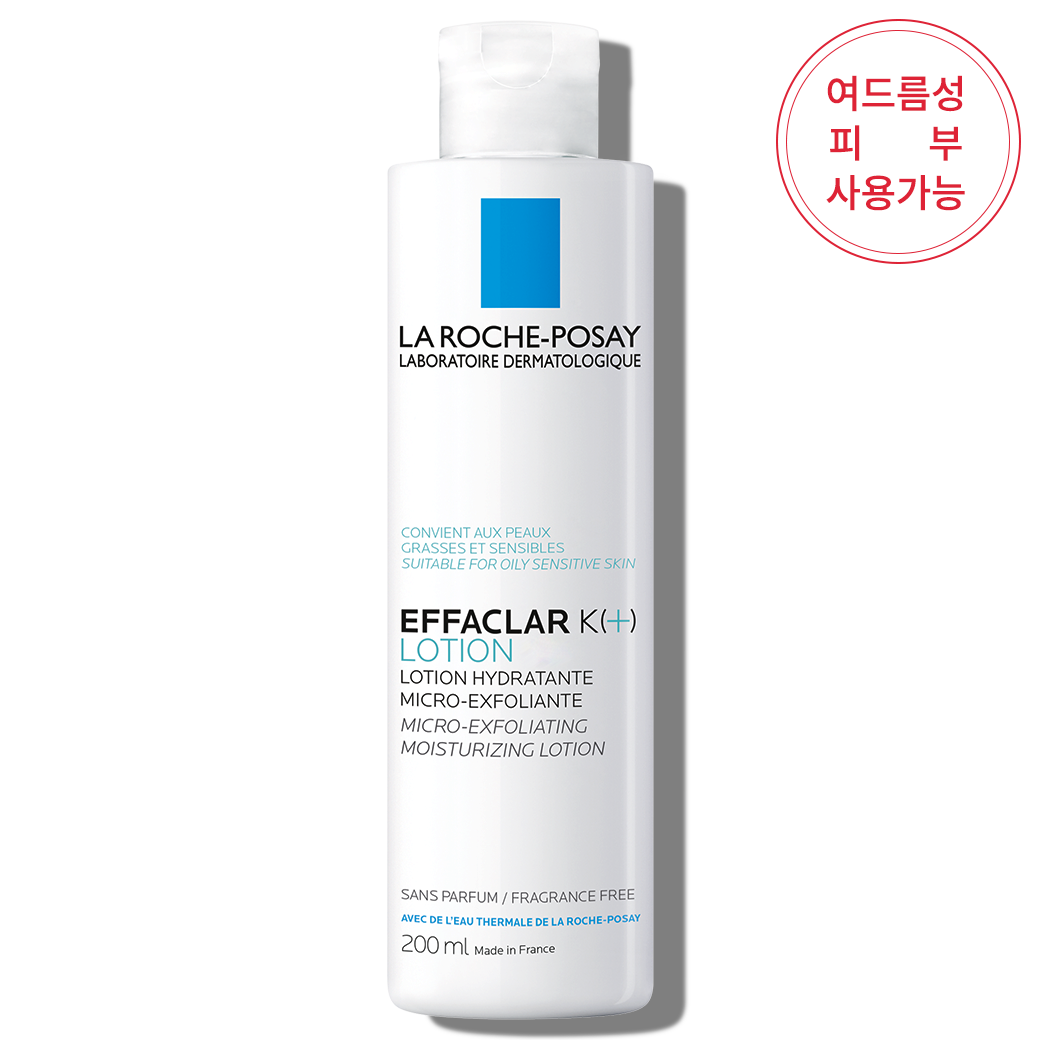 여드름성
피 부
사용가능
LA ROCHE-POSAY
LABORATOIRE DERMATOLOGIQUE
CONVIENT AUX PEAUX
GRASSES ET SENSIBLES
SUITABLE FOR OILY SENSITIVE SKIN
EFFACLAR K(+)
LOTION
LOTION HYDRATANTE
MICRO-EXFOLIANTE
MICRO-EXFOLIATING
MOISTURIZING LOTION
SANS PARFUM / FRAGRANCE FREE
AVEC DE L'EAU THERMALE DE LA ROCHE-POSAY
200 ml Made in France